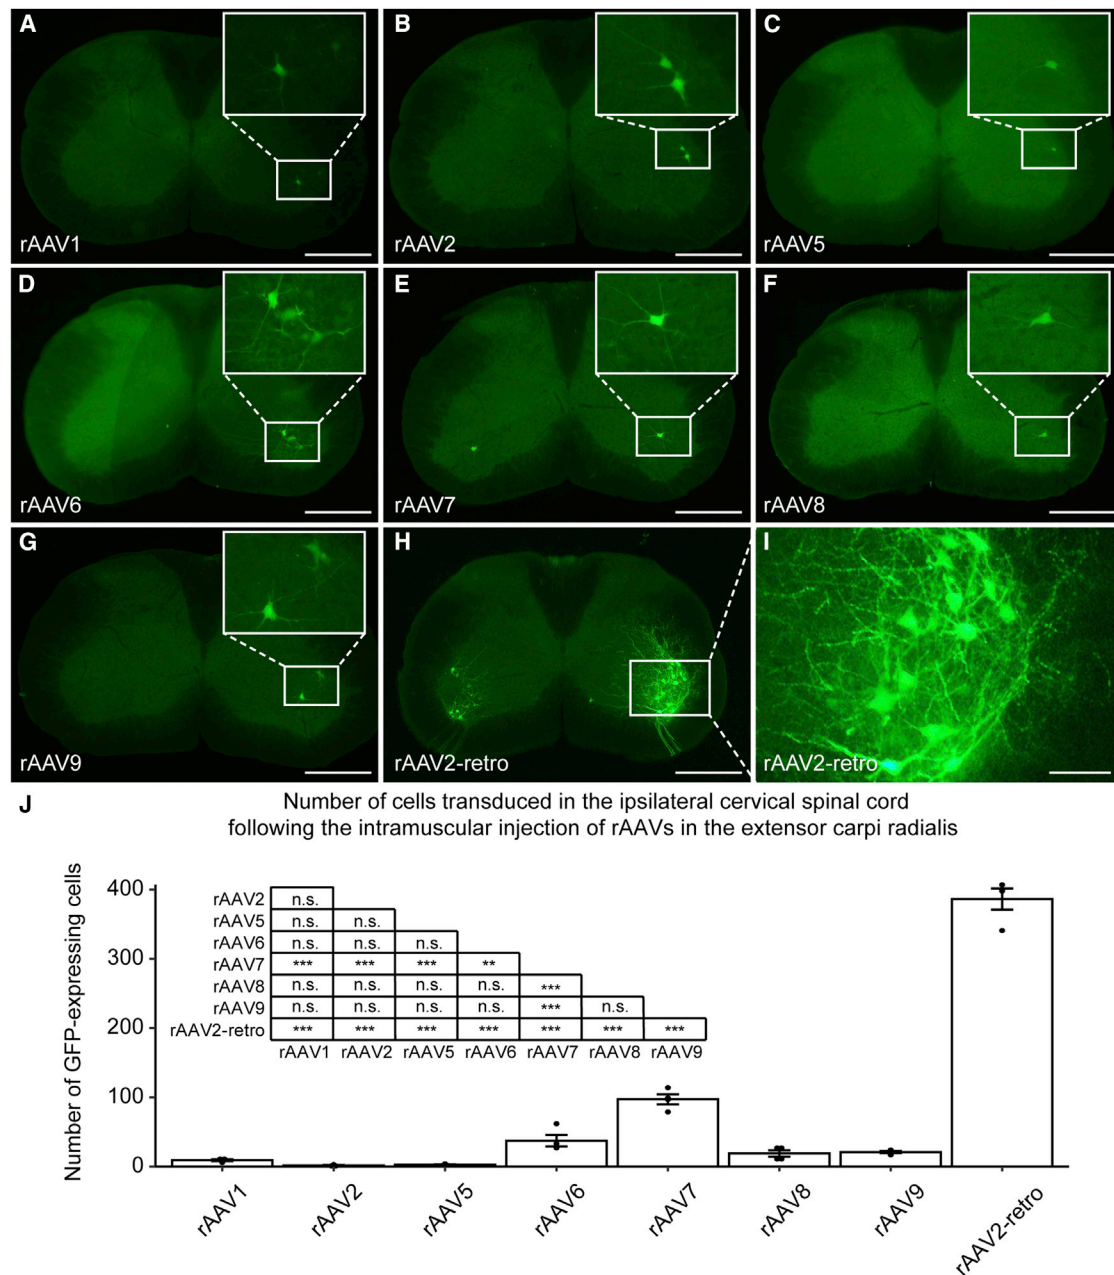 A
rAAV1
B
rAAV2
C
rAAV5
D
rAAV6
E
rAAV7
F
rAAV8
G
rAAV9
H
rAAV2-retro
I
rAAV2-retro
J
Number of cells transduced in the ipsilateral cervical spinal cord
following the intramuscular injection of rAAVs in the extensor carpi radialis
Number of GFP-expressing cells
400
300
200
100
0
rAAV2 n.s.
rAAV5 n.s. n.s.
rAAV6 n.s. n.s. n.s.
rAAV7 *** *** *** **
rAAV8 n.s. n.s. n.s. n.s. ***
rAAV9 n.s. n.s. n.s. n.s. *** n.s.
rAAV2-retro *** *** *** *** *** *** ***
rAAV1 rAAV2 rAAV5 rAAV6 rAAV7 rAAV8 rAAV9
rAAV1 rAAV2 rAAV5 rAAV6 rAAV7 rAAV8 rAAV9 rAAV2-retro